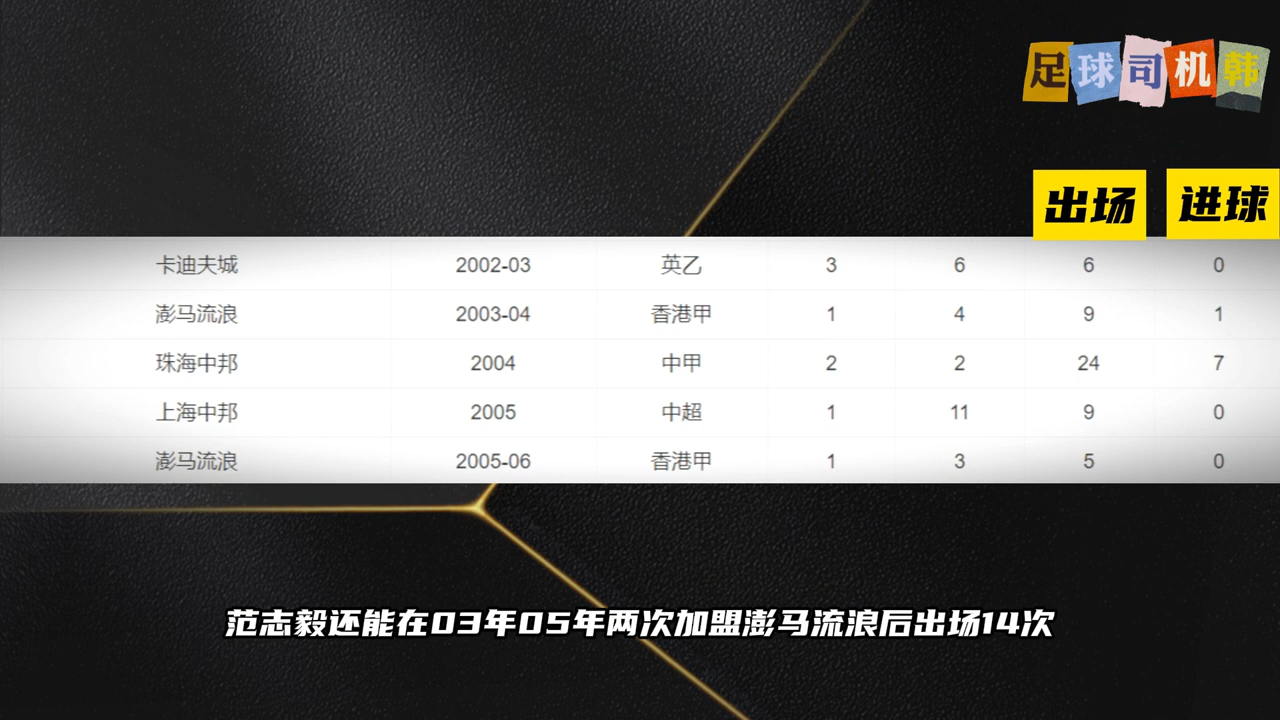 足球司机韩
出场 进球
卡迪夫城 2002-03 英乙 3 6 6 0
澎马流浪 2003-04 香港甲 1 4 9 1
珠海中邦 2004 中甲 2 2 24 7
上海中邦 2005 中超 1 11 9 0
澎马流浪 2005-06 香港甲 1 3 5 0
范志毅还能在03年05年两次加盟澎马流浪后出场14次